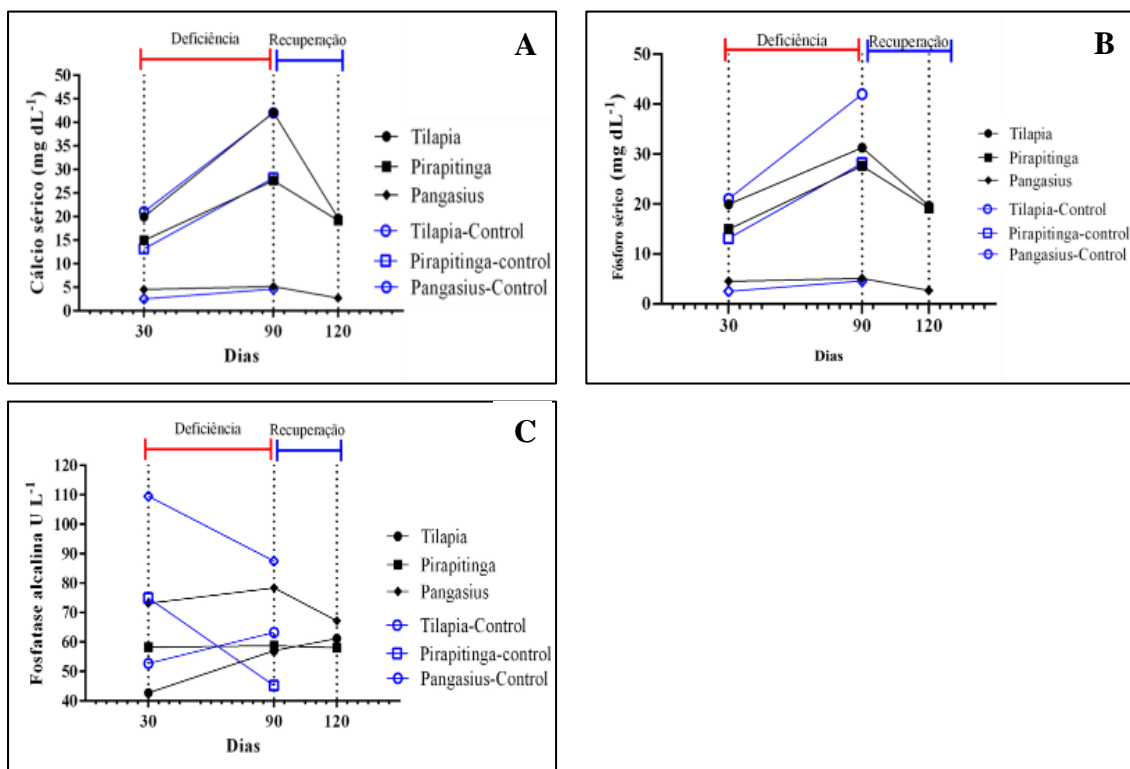 A
Deficiência
Recuperação
Cálcio sérico (mg dL-1)
50
45
40
35
30
25
20
15
10
5
0
30
90
120
Dias
Tilapia
Pirapitinga
Pangasius
Tilapia-Control
Pirapitinga-control
Pangasius-Control
B
Deficiência
Recuperação
Fósforo sérico (mg dL-1)
50
40
30
20
10
0
30
90
120
Dias
Tilapia
Pirapitinga
Pangasius
Tilapia-Control
Pirapitinga-control
Pangasius-Control
C
Deficiência
Recuperação
Fosfatase alcalina U L-1
120
110
100
90
80
70
60
50
40
30
90
120
Dias
Tilapia
Pirapitinga
Pangasius
Tilapia-Control
Pirapitinga-control
Pangasius-Control